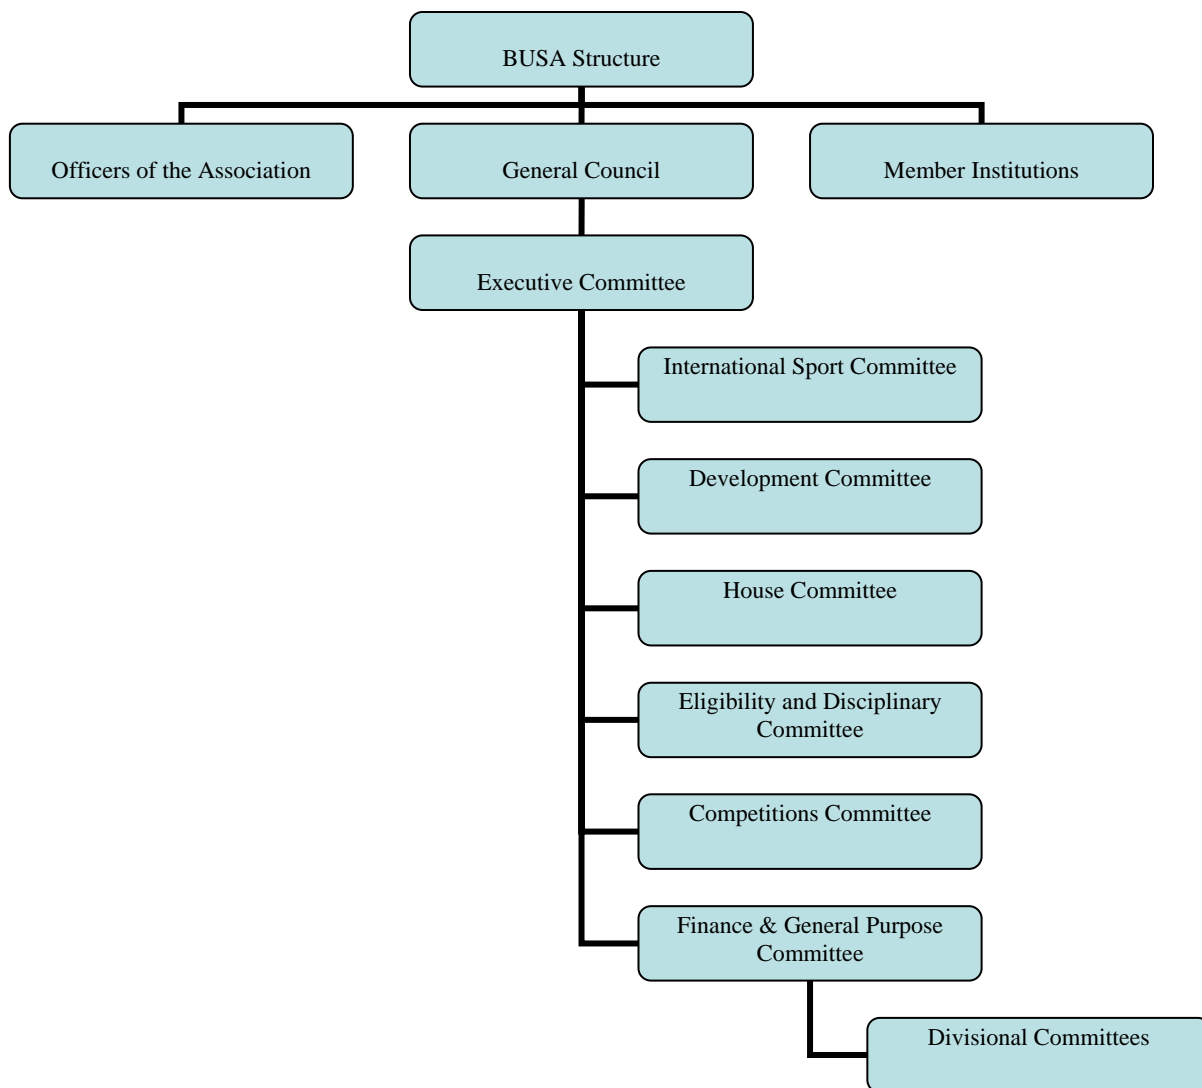 BUSA Structure
Officers of the Association
General Council
Member Institutions
Executive Committee
International Sport Committee
Development Committee
House Committee
Eligibility and Disciplinary
Committee
Competitions Committee
Finance & General Purpose
Committee
Divisional Committees